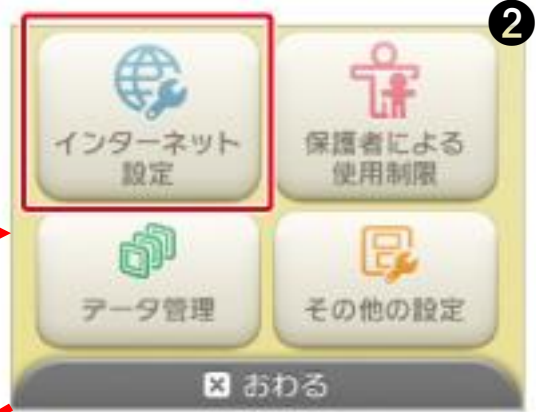 ❷
インターネット
設定
保護者による
使用制限
データ管理
その他の設定
☒ おわる